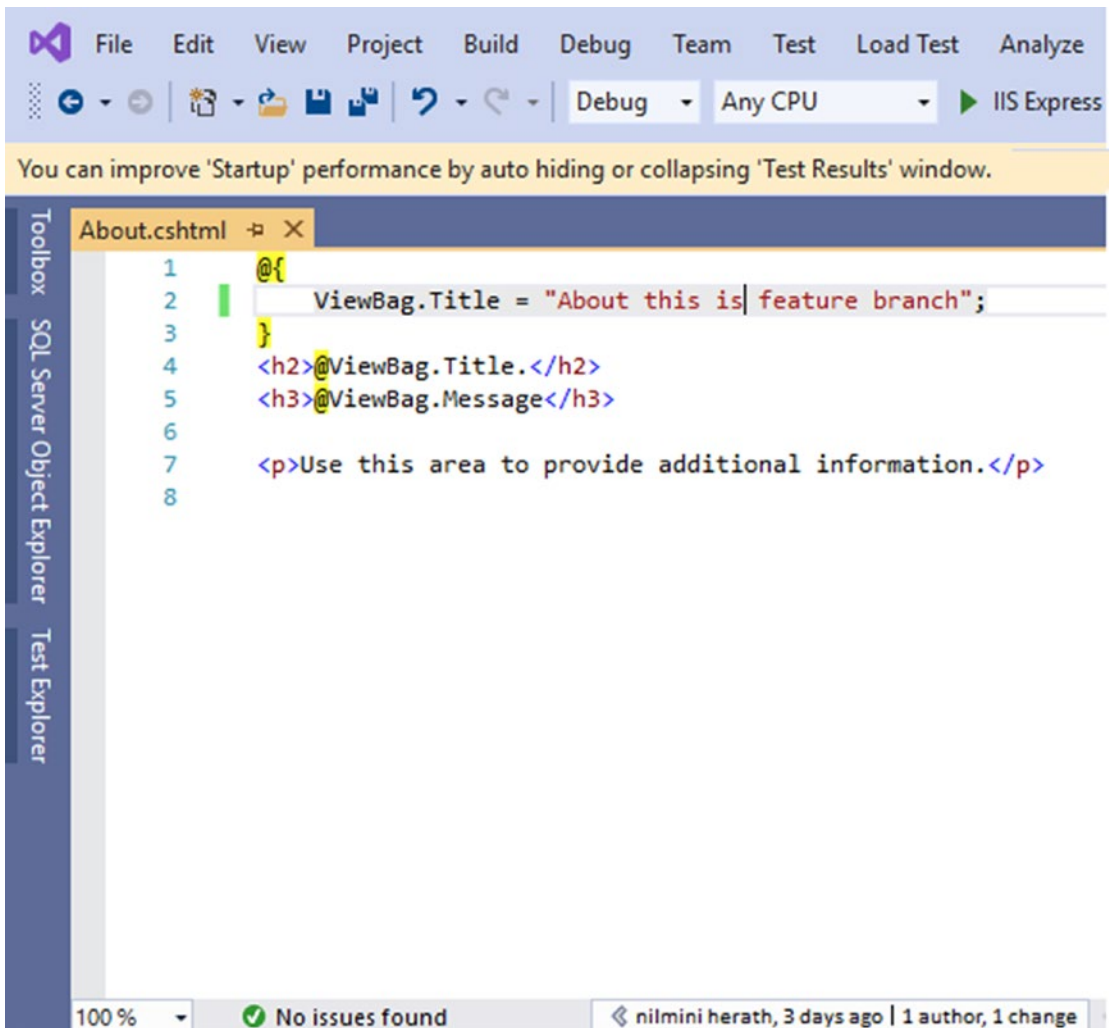 File Edit View Project Build Debug Team Test Load Test Analyze
Debug Any CPU IIS Express
You can improve 'Startup' performance by auto hiding or collapsing 'Test Results' window.
Toolbox
SQL Server Object Explorer
Test Explorer
About.cshtml
1 @{
2 ViewBag.Title = "About this is feature branch";
3 }
4 <h2>@ViewBag.Title.</h2>
5 <h3>@ViewBag.Message</h3>
6
7 <p>Use this area to provide additional information.</p>
8
100 % No issues found nilmini herath, 3 days ago | 1 author, 1 change